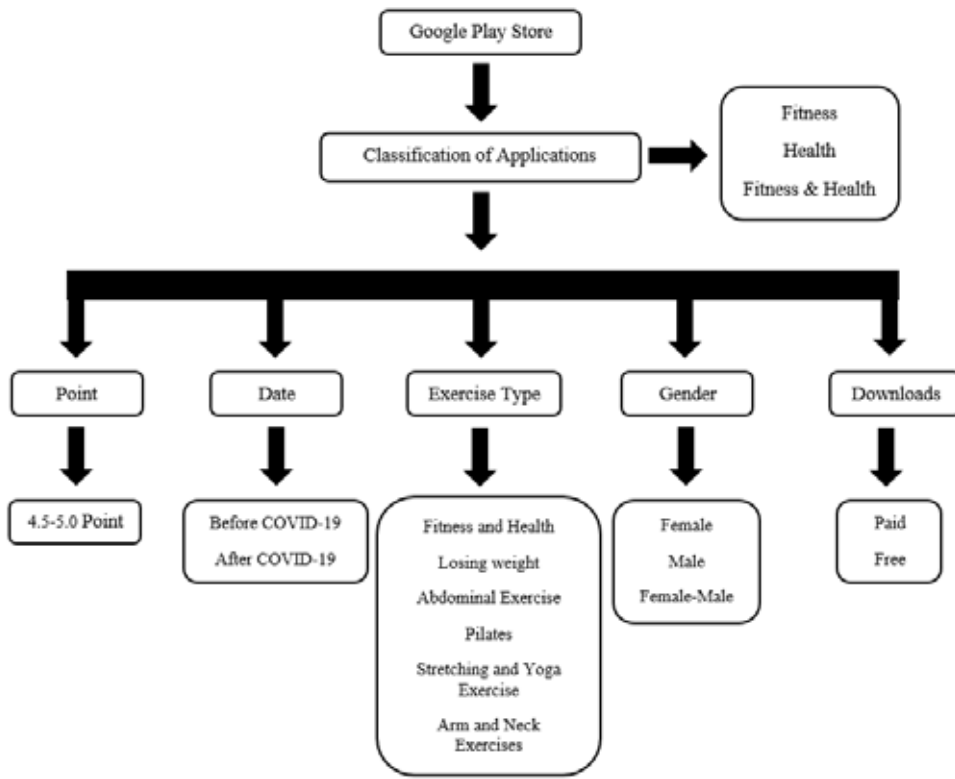 Google Play Store
Classification of Applications
Fitness
Health
Fitness & Health
Point
Date
Exercise Type
Gender
Downloads
4.5-5.0 Point
Before COVID-19
After COVID-19
Fitness and Health
Losing weight
Abdominal Exercise
Pilates
Stretching and Yoga
Exercise
Arm and Neck
Exercises
Female
Male
Female-Male
Paid
Free